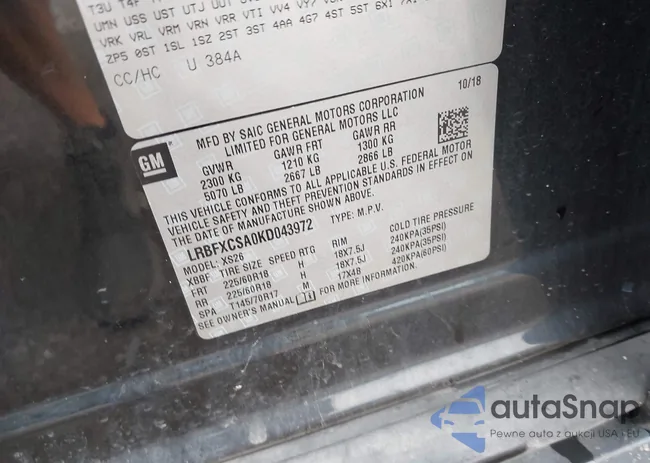 T3U T4F
UMN USS UST UTJ UUT
VRK VRL VRM VRN VRR VTI VV4 VY7
ZP5 0ST 1SL 1SZ 2ST 3ST 4AA 4G7 4ST 5ST 6X1
CC/HC U 384A
GM
10/18
MFD BY SAIC GENERAL MOTORS CORPORATION
LIMITED FOR GENERAL MOTORS LLC
GVWR GAWR FRT GAWR RR
2300 KG 1210 KG 1300 KG
5070 LB 2667 LB 2866 LB
THIS VEHICLE CONFORMS TO ALL APPLICABLE U.S. FEDERAL MOTOR
VEHICLE SAFETY AND THEFT PREVENTION STANDARDS IN EFFECT ON
THE DATE OF MANUFACTURE SHOWN ABOVE.
LRBFXCSA0KD043972 TYPE: M.P.V.
MODEL: XS26
XBBF TIRE SIZE SPEED RTG RIM COLD TIRE PRESSURE
FRT 225/60R18 H 18X7.5J 240KPA(35PSI)
RR 225/60R18 H 18X7.5J 240KPA(35PSI)
SPA T145/70R17 M 17X4B 420KPA(60PSI)
SEE OWNER'S MANUAL FOR MORE INFORMATION.
autaSnap
Pewne auta z aukcji USA i EU